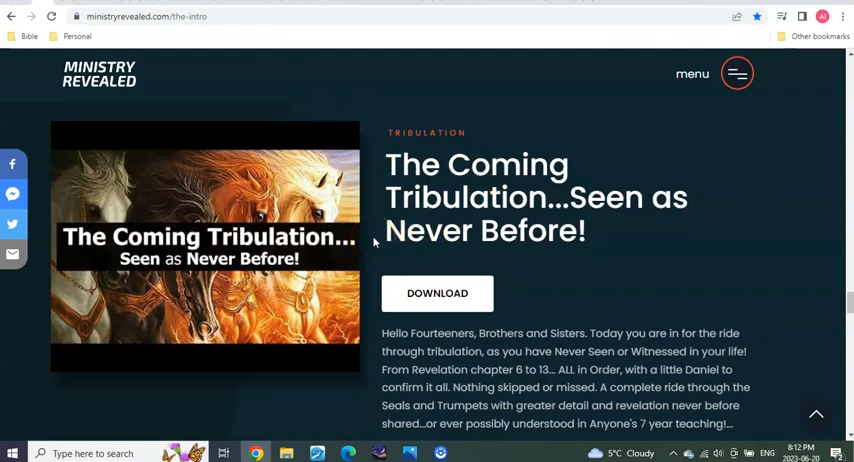 ministryrevealed.com/the-intro
AI
Bible
Personal
Other bookmarks
MINISTRY
REVEALED
menu
TRIBULATION
The Coming
Tribulation...Seen as
Never Before!
The Coming Tribulation...
Seen as Never Before!
DOWNLOAD
Hello Fourteeners, Brothers and Sisters. Today you are in for the ride
through tribulation, as you have Never Seen or Witnessed in your life!
From Revelation chapter 6 to 13... ALL in Order, with a little Daniel to
confirm it all. Nothing skipped or missed. A complete ride through the
Seals and Trumpets with greater detail and revelation never before
shared...or ever possibly understood in Anyone's 7 year teaching!...
Type here to search
5°C Cloudy
ENG
8:12 PM
2023-06-20
2